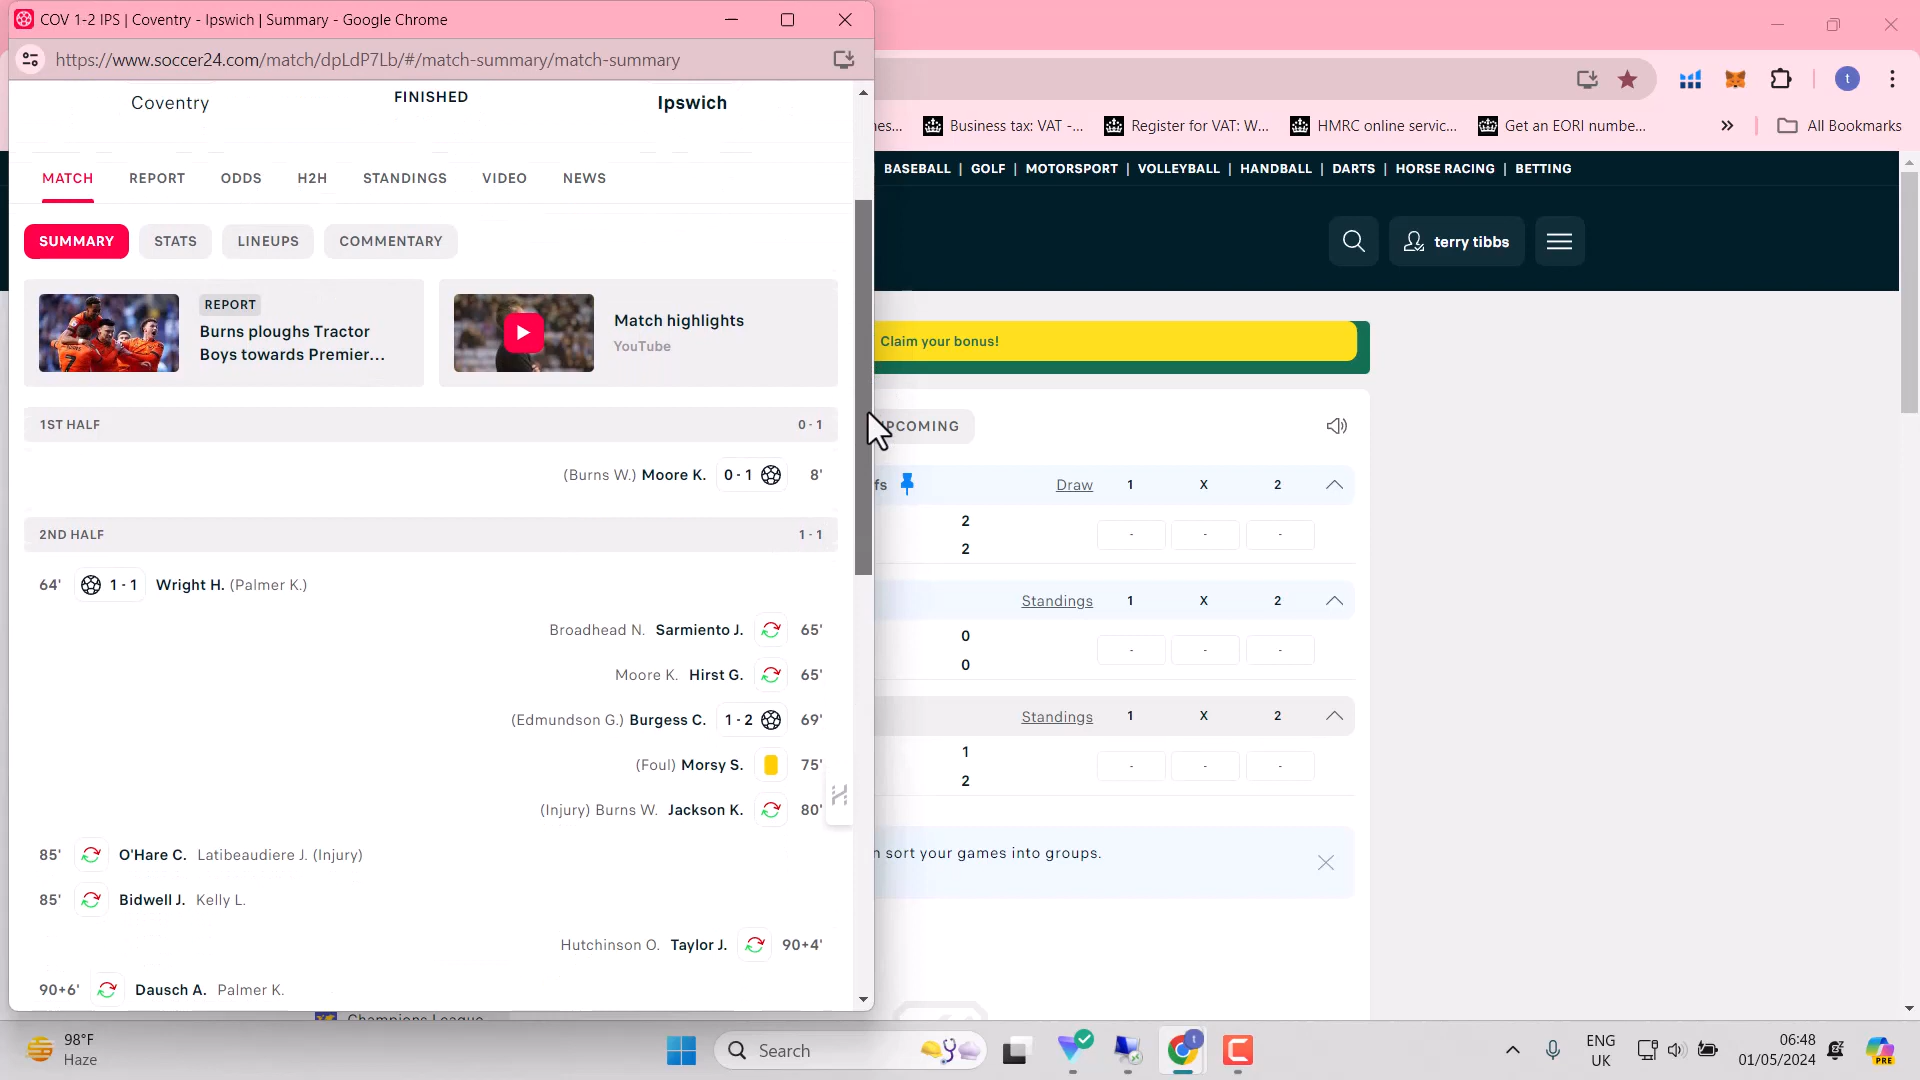 COV 1-2 IPS | Coventry - Ipswich | Summary - Google Chrome
https://www.soccer24.com/match/dpLdP7Lb/#/match-summary/match-summary
t
Business tax: VAT -...
Register for VAT: W...
HMRC online servic...
Get an EORI numbe...
» All Bookmarks
BASEBALL | GOLF | MOTORSPORT | VOLLEYBALL | HANDBALL | DARTS | HORSE RACING | BETTING
terry tibbs
Coventry FINISHED Ipswich
MATCH REPORT ODDS H2H STANDINGS VIDEO NEWS
SUMMARY STATS LINEUPS COMMENTARY
REPORT
Burns ploughs Tractor
Boys towards Premier...
Match highlights
YouTube
1ST HALF 0 - 1
(Burns W.) Moore K. 0 - 1 8'
2ND HALF 1 - 1
64' 1 - 1 Wright H. (Palmer K.)
Broadhead N. Sarmiento J. 65'
Moore K. Hirst G. 65'
(Edmundson G.) Burgess C. 1 - 2 69'
(Foul) Morsy S. 75'
(Injury) Burns W. Jackson K. 80'
85' O'Hare C. Latibeaudiere J. (Injury)
85' Bidwell J. Kelly L.
Hutchinson O. Taylor J. 90+4'
90+6' Dausch A. Palmer K.
Claim your bonus!
PCOMING
fs Draw 1 X 2
2 - - -
2
Standings 1 X 2
0 - - -
0
Standings 1 X 2
1 - - -
2
n sort your games into groups.
98°F
Haze
Search
ENG
UK
06:48
01/05/2024
PRE